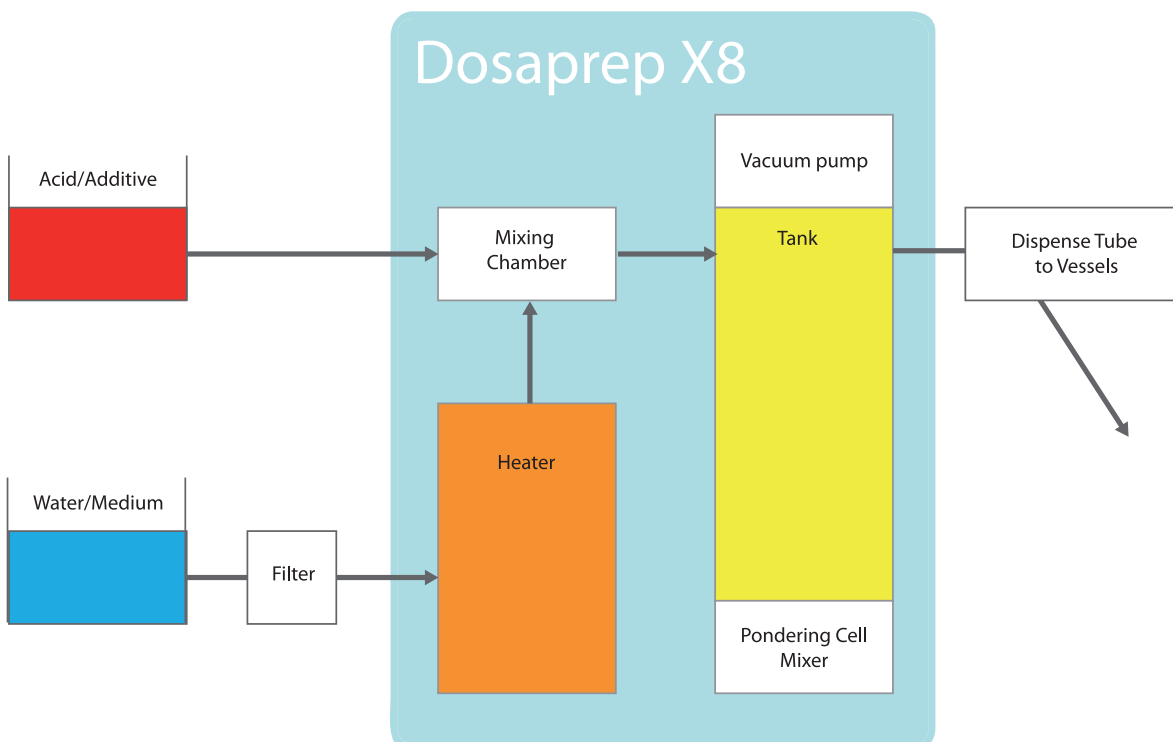 Dosaprep X8
Acid/Additive
Mixing
Chamber
Vacuum pump
Tank
Dispense Tube
to Vessels
Water/Medium
Filter
Heater
Pondering Cell
Mixer